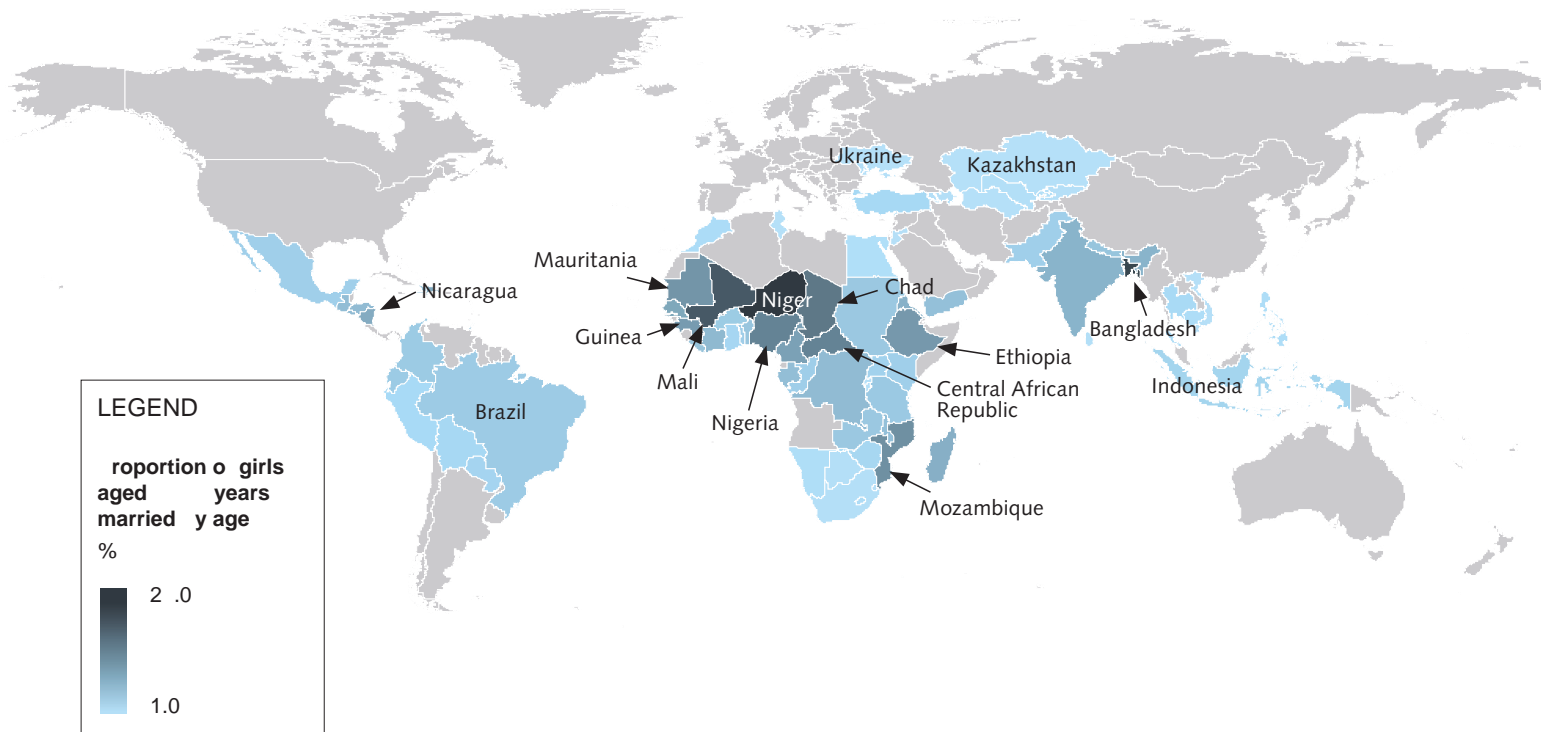 Ukraine
Kazakhstan
Mauritania
Nicaragua
Niger
Chad
Bangladesh
Guinea
Ethiopia
Mali
Indonesia
Central African
Republic
Nigeria
Brazil
Mozambique
LEGEND
roportion o girls
aged years
married y age
%
2 .0
1.0